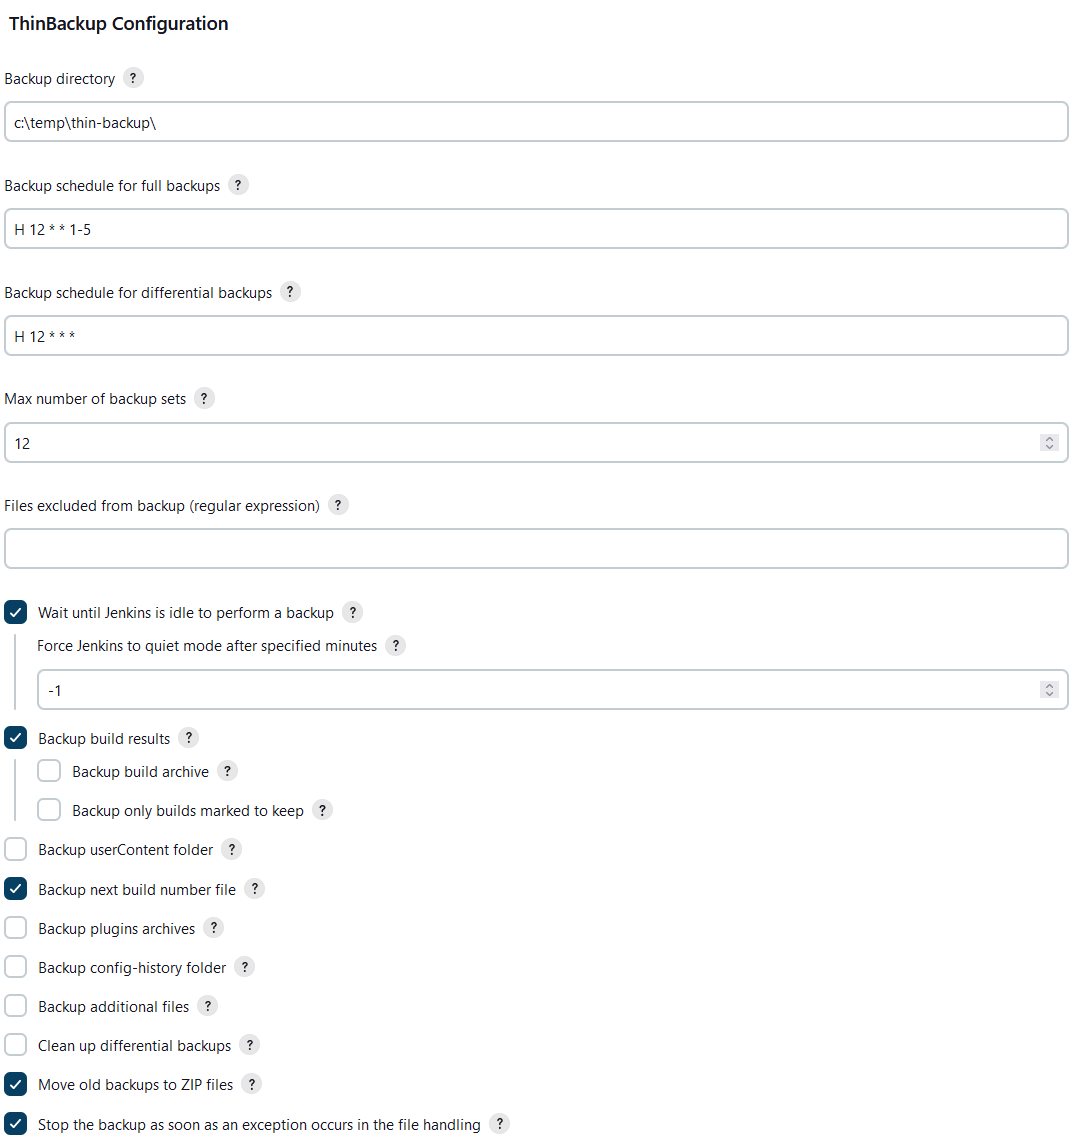 ThinBackup Configuration
Backup directory ?
c:\temp\thin-backup\
Backup schedule for full backups ?
H 12 * * 1-5
Backup schedule for differential backups ?
H 12 * * *
Max number of backup sets ?
12
Files excluded from backup (regular expression) ?
Wait until Jenkins is idle to perform a backup ?
Force Jenkins to quiet mode after specified minutes ?
-1
Backup build results ?
Backup build archive ?
Backup only builds marked to keep ?
Backup userContent folder ?
Backup next build number file ?
Backup plugins archives ?
Backup config-history folder ?
Backup additional files ?
Clean up differential backups ?
Move old backups to ZIP files ?
Stop the backup as soon as an exception occurs in the file handling ?